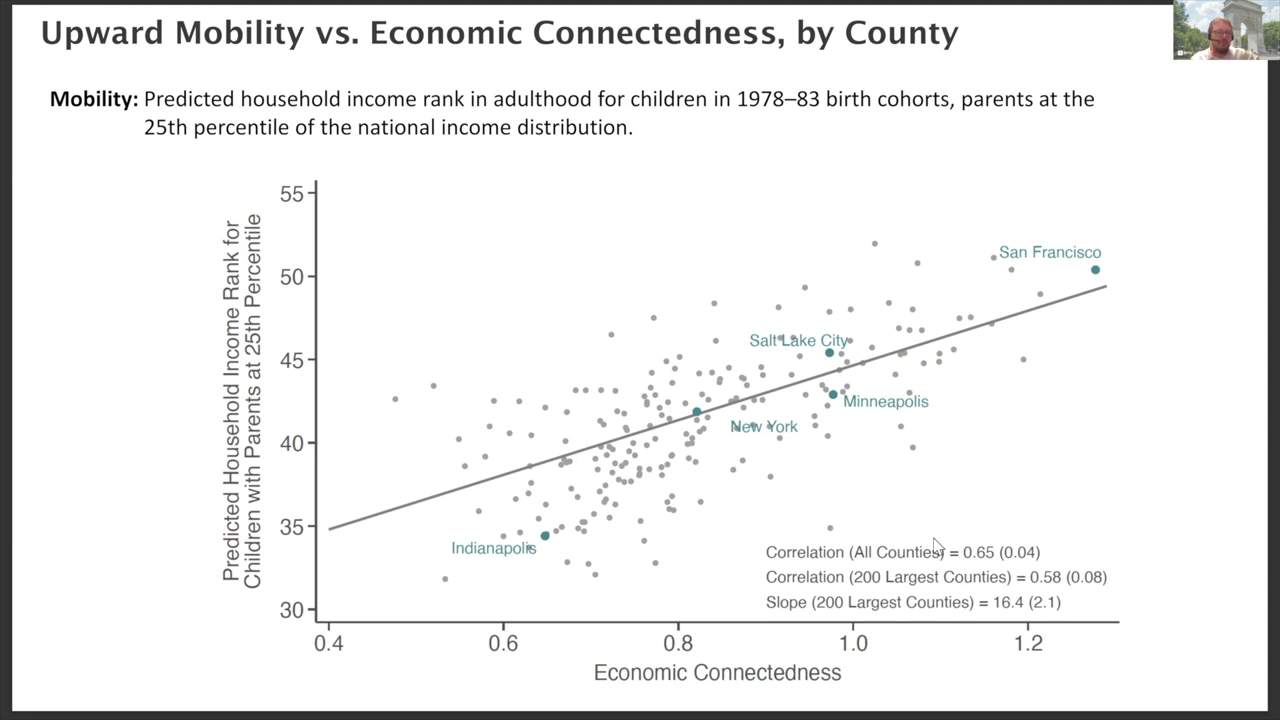 Upward Mobility vs. Economic Connectedness, by County
Mobility: Predicted household income rank in adulthood for children in 1978–83 birth cohorts, parents at the
25th percentile of the national income distribution.
Predicted Household Income Rank for
Children with Parents at 25th Percentile
55
50
45
40
35
30
San Francisco
Salt Lake City
Minneapolis
New York
Indianapolis
Correlation (All Counties) = 0.65 (0.04)
Correlation (200 Largest Counties) = 0.58 (0.08)
Slope (200 Largest Counties) = 16.4 (2.1)
0.4
0.6
0.8
1.0
1.2
Economic Connectedness